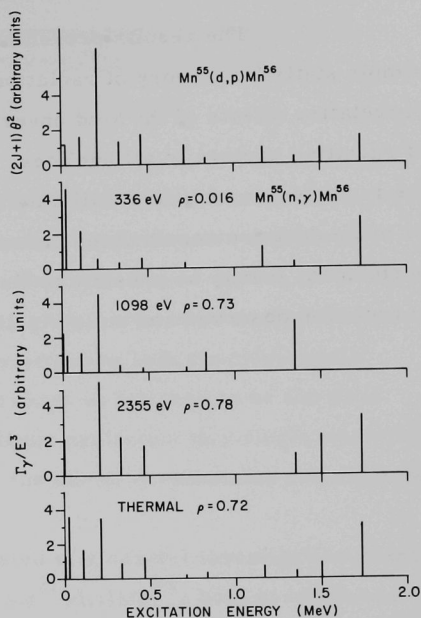 (2J+1) θ² (arbitrary units)
Mn⁵⁵(d,p)Mn⁵⁶
4
2
0
336 eV ρ=0.016 Mn⁵⁵(n,γ)Mn⁵⁶
4
2
0
1098 eV ρ=0.73
4
2
0
Γγ/E³ (arbitrary units)
2355 eV ρ=0.78
4
2
0
THERMAL ρ=0.72
4
2
0
0 0.5 1.0 1.5 2.0
EXCITATION ENERGY (MeV)